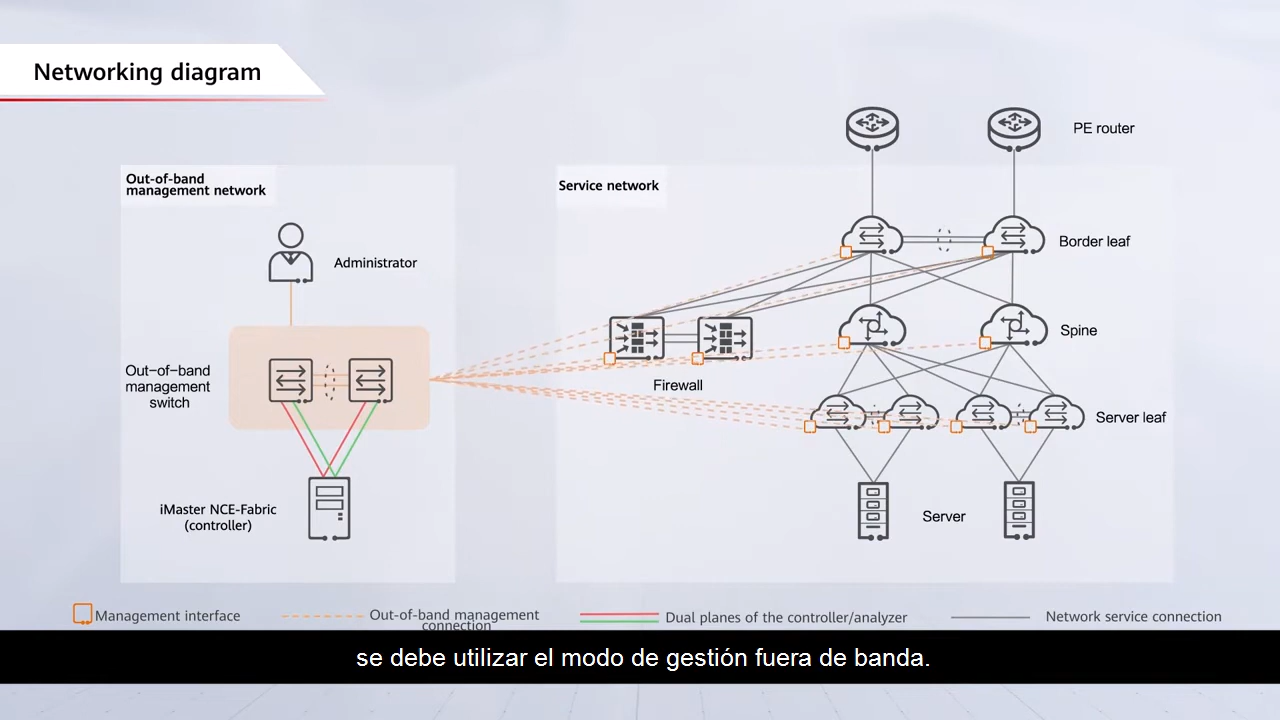 Networking diagram
PE router
Out-of-band
management network
Service network
Border leaf
Administrator
Spine
Out-of-band
management
switch
Firewall
Server leaf
iMaster NCE-Fabric
(controller)
Server
Management interface
Out-of-band management
connection
Dual planes of the controller/analyzer
Network service connection
se debe utilizar el modo de gestión fuera de banda.